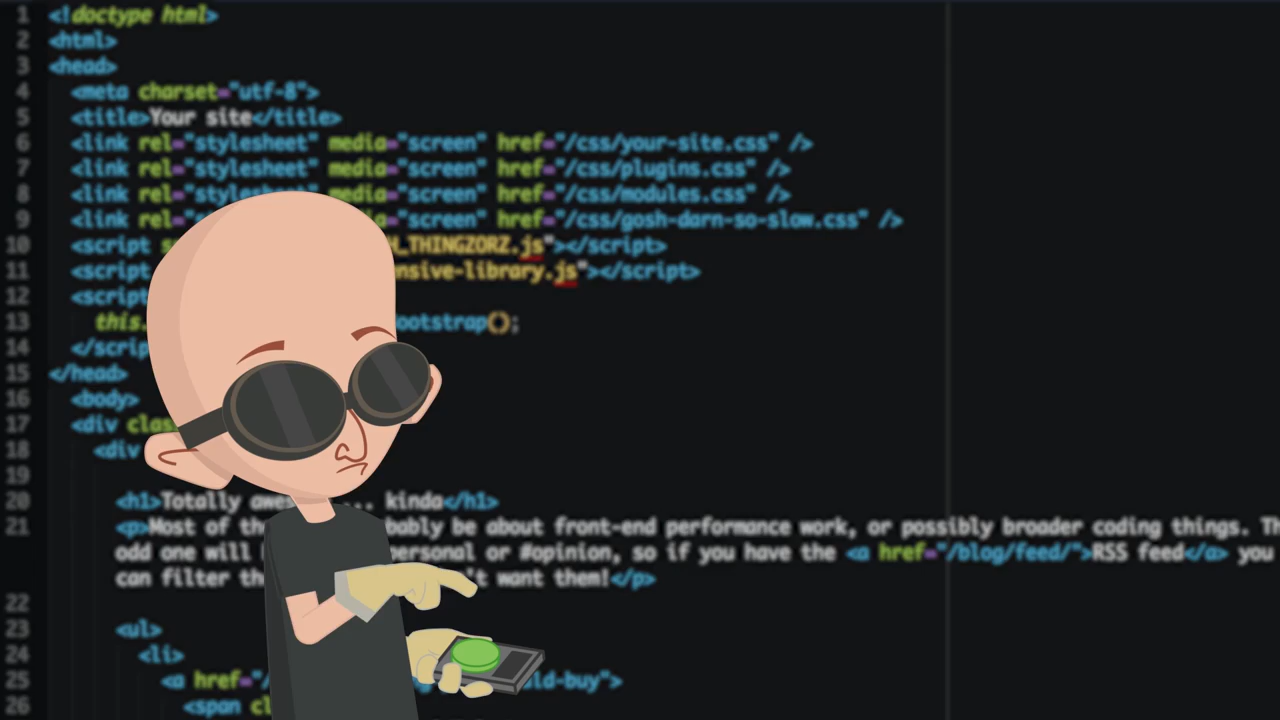 1 <!doctype html>
2 <html>
3 <head>
4 <meta charset="utf-8">
5 <title>Your site</title>
6 <link rel="stylesheet" media="screen" href="/css/your-site.css" />
7 <link rel="stylesheet" media="screen" href="/css/plugins.css" />
8 <link rel="stylesheet" media="screen" href="/css/modules.css" />
9 <link rel="s media="screen" href="/css/gosh-darn-so-slow.css" />
10 <script _THINGZORZ.js"></script>
11 <script nsive-library.js"></script>
12 <script
13 this. ootstrap();
14 </scrip
15 </head>
16 <body>
17 <div clas
18 <div
19
20 <h1>Totally awes ... kinda</h1>
21 <p>Most of the bably be about front-end performance work, or possibly broader coding things. Th
odd one will personal or #opinion, so if you have the <a href="/blog/feed/">RSS feed</a> you
can filter the 't want them!</p>
22
23 <ul>
24 <li>
25 <a href="/ ld-buy">
26 <span cl